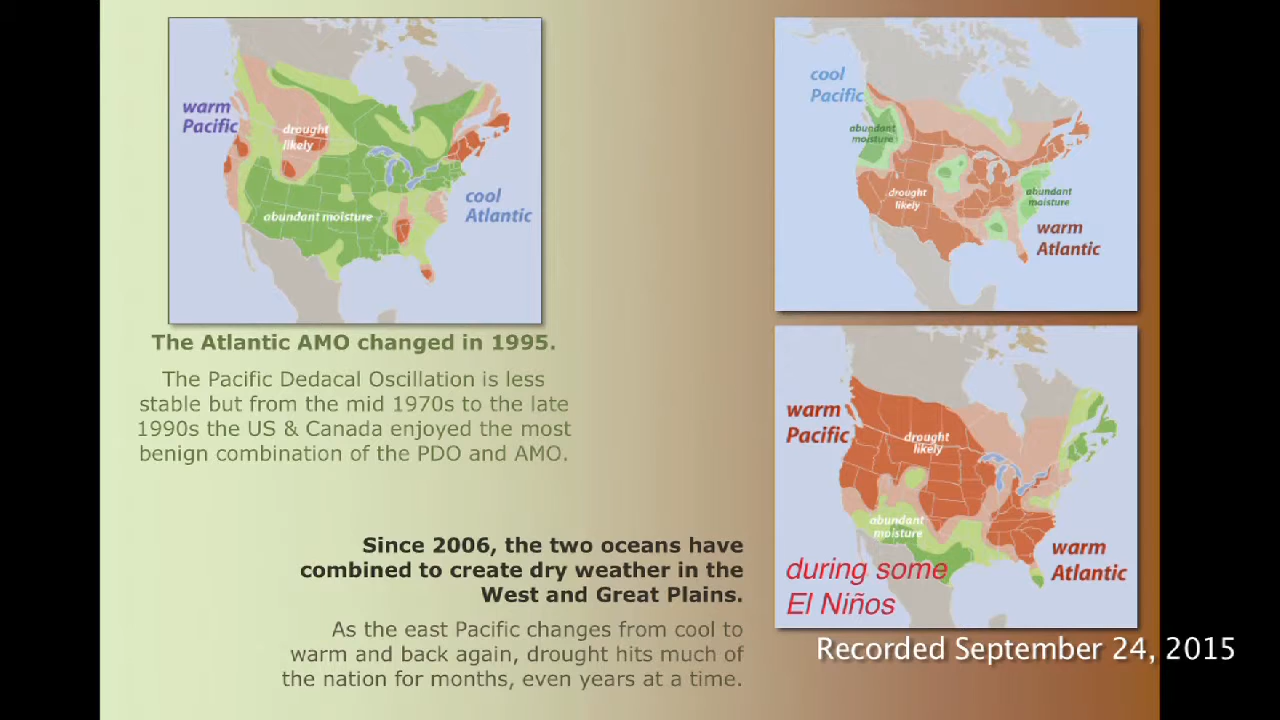 warm
Pacific
drought
likely
abundant moisture
cool
Atlantic
The Atlantic AMO changed in 1995.
The Pacific Dedacal Oscillation is less
stable but from the mid 1970s to the late
1990s the US & Canada enjoyed the most
benign combination of the PDO and AMO.
Since 2006, the two oceans have
combined to create dry weather in the
West and Great Plains.
As the east Pacific changes from cool to
warm and back again, drought hits much of
the nation for months, even years at a time.
cool
Pacific
abundant
moisture
drought
likely
abundant
moisture
warm
Atlantic
warm
Pacific
drought
likely
abundant
moisture
warm
Atlantic
during some
El Niños
Recorded September 24, 2015